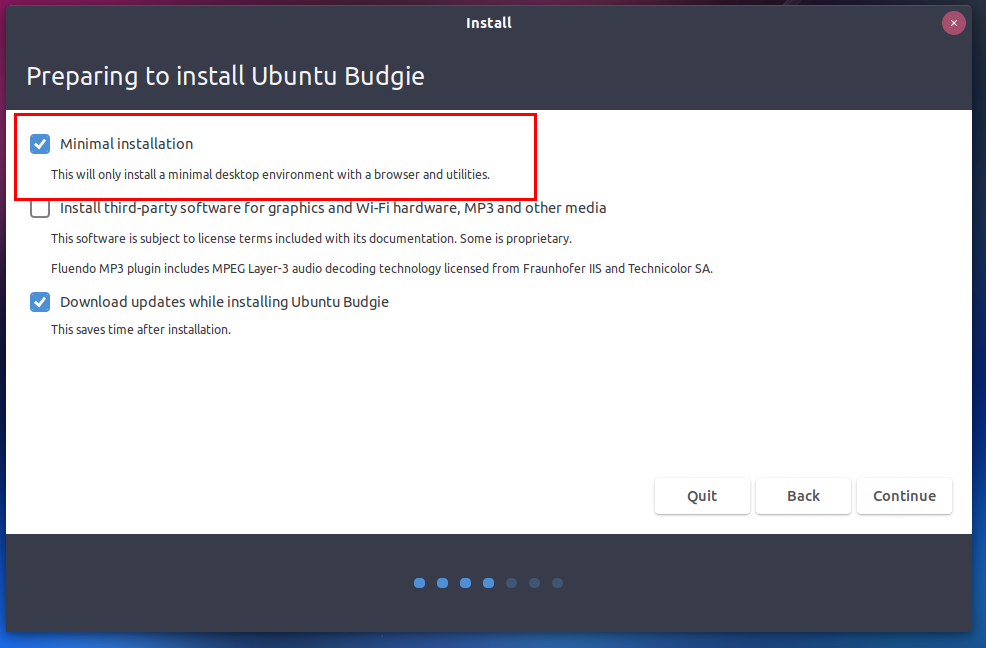 Install
Preparing to install Ubuntu Budgie
Minimal installation
This will only install a minimal desktop environment with a browser and utilities.
Install third-party software for graphics and Wi-Fi hardware, MP3 and other media
This software is subject to license terms included with its documentation. Some is proprietary.
Fluendo MP3 plugin includes MPEG Layer-3 audio decoding technology licensed from Fraunhofer IIS and Technicolor SA.
Download updates while installing Ubuntu Budgie
This saves time after installation.
Quit Back Continue